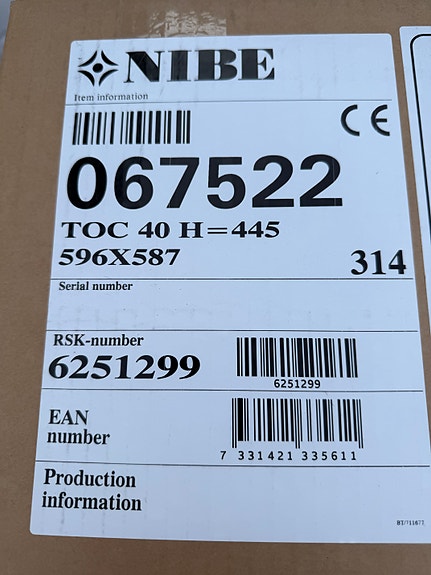 NIBE
Item information
CE
067522
TOC 40 H=445
596X587
314
Serial number
RSK-number
6251299
6251299
EAN
number
7 331421 335611
Production
information